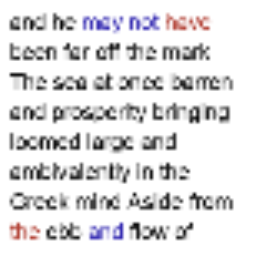 and he may not have
been far off the mark
The sea at once barren
and prosperity bringing
loomed large and
ambivalently in the
Greek mind Aside from
the ebb and flow of